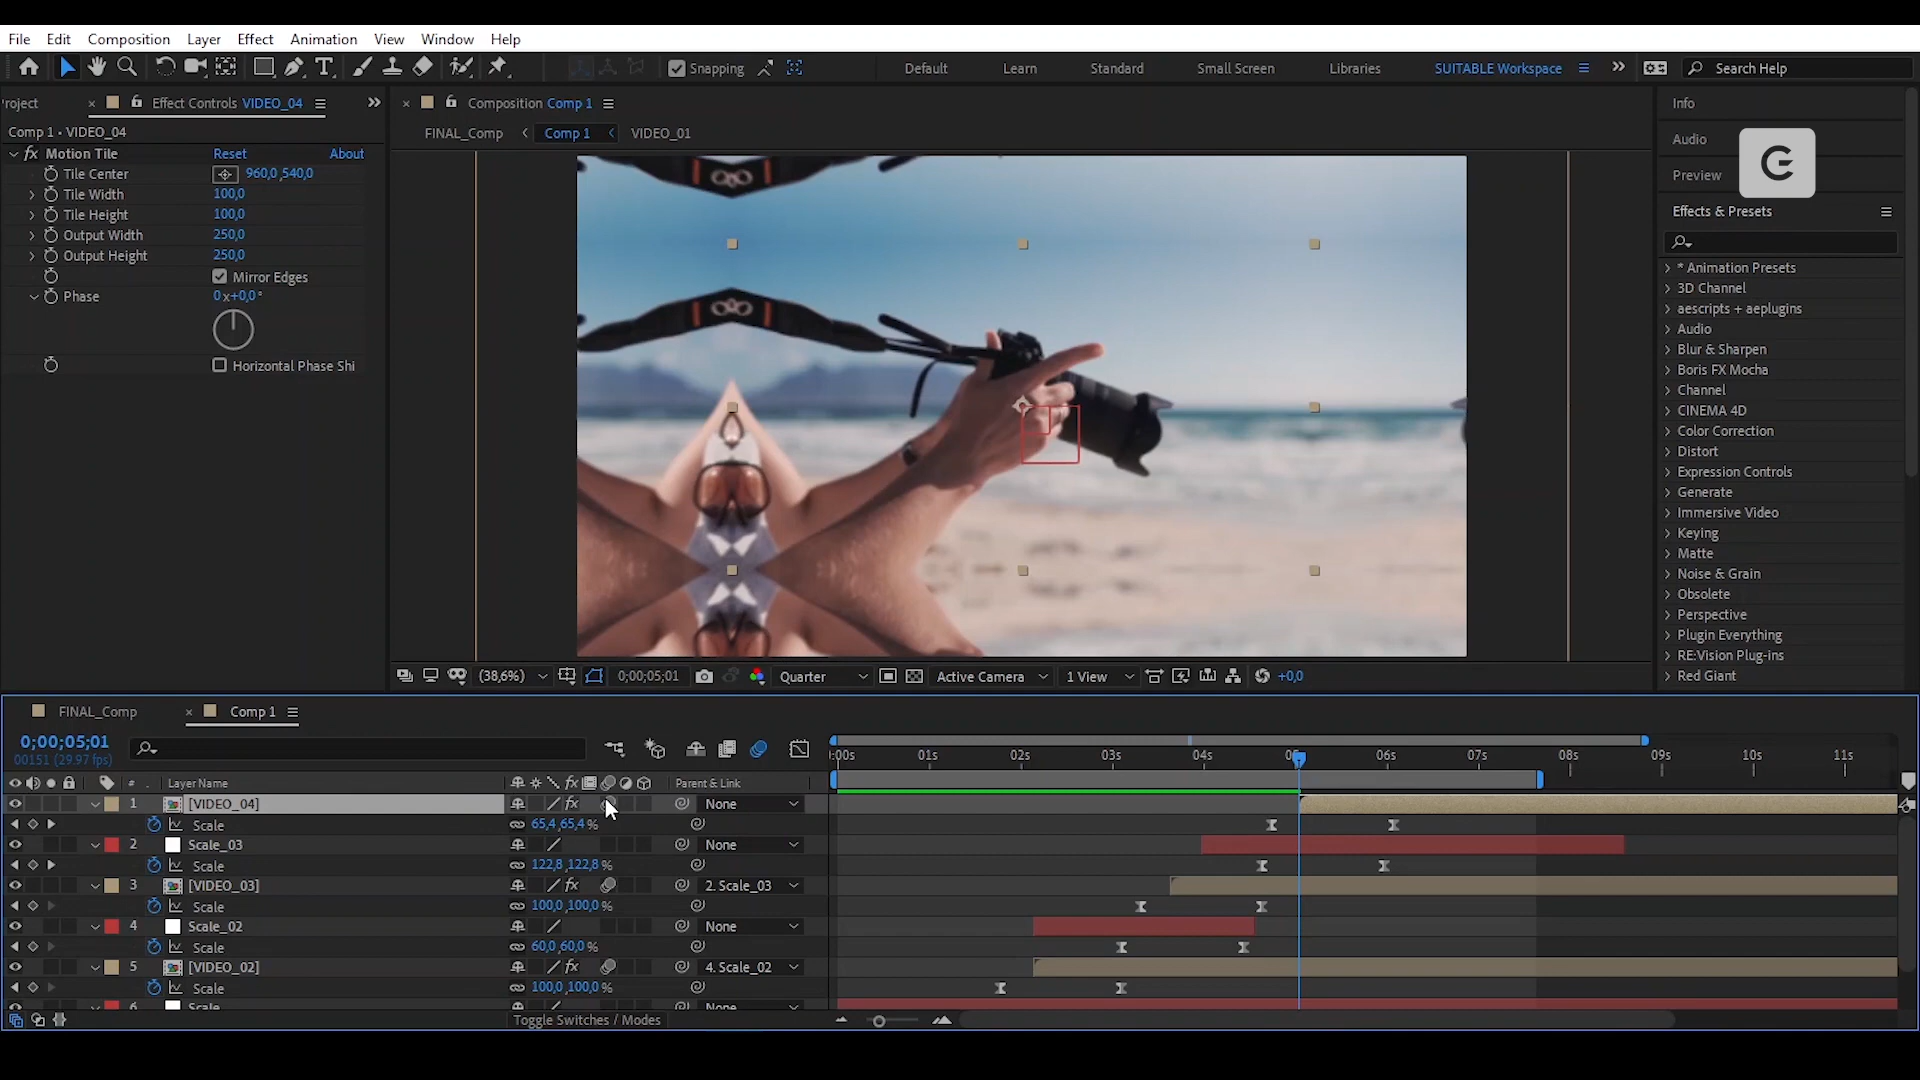 File Edit Composition Layer Effect Animation View Window Help
Snapping Default Learn Standard Small Screen Libraries SUITABLE Workspace Search Help
roject Effect Controls VIDEO_04 Composition Comp 1 Info
Comp 1 • VIDEO_04 FINAL_Comp Comp 1 VIDEO_01
Audio
fx Motion Tile Reset About
Tile Center 960,0 ,540,0
Preview
Tile Width 100,0
Tile Height 100,0
Effects & Presets
Output Width 250,0
Output Height 250,0
Mirror Edges
* Animation Presets
Phase 0 x+0,0 °
3D Channel
aescripts + aeplugins
Audio
Blur & Sharpen
Horizontal Phase Shi
Boris FX Mocha
Channel
CINEMA 4D
Color Correction
Distort
Expression Controls
Generate
Immersive Video
Keying
Matte
Noise & Grain
Obsolete
Perspective
Plugin Everything
RE:Vision Plug-ins
Red Giant
(38,6%) 0;00;05;01 Quarter Active Camera 1 View +0,0
FINAL_Comp Comp 1
0;00;05;01
00151 (29.97 fps)
:00s 01s 02s 03s 04s 05 06s 07s 08s 09s 10s 11s
# Layer Name fx Parent & Link
1 [VIDEO_04] fx None
Scale 65,4 ,65,4 %
2 Scale_03 None
Scale 122,8 ,122,8 %
3 [VIDEO_03] fx 2. Scale_03
Scale 100,0 ,100,0 %
4 Scale_02 None
Scale 60,0 ,60,0 %
5 [VIDEO_02] fx 4. Scale_02
Scale 100,0 ,100,0 %
6 Scale None
Toggle Switches / Modes